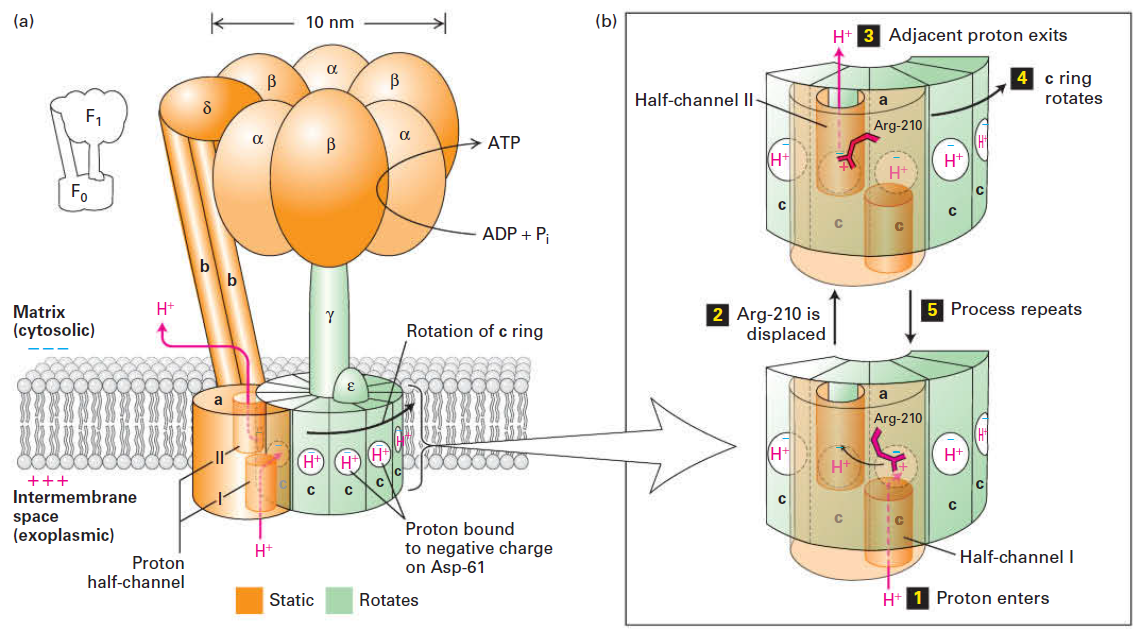 (a)
10 nm
F1
F0
δ
β
α
β
α
β
α
ATP
ADP + Pi
b
b
γ
H+
Matrix
(cytosolic)
– – –
Rotation of c ring
a
ε
II
I
H+
H+
H+
H+
c
c
c
c
c
+++
Intermembrane
space
(exoplasmic)
H+
Proton
half-channel
Proton bound
to negative charge
on Asp-61
Static
Rotates
(b)
H+ 3 Adjacent proton exits
4 c ring
rotates
Half-channel II
a
Arg-210
H+
+
H+
H+
H+
c
c
c
c
c
2 Arg-210 is
displaced
5 Process repeats
a
Arg-210
H+
H+
+
H+
H+
c
c
c
c
c
Half-channel I
H+ 1 Proton enters